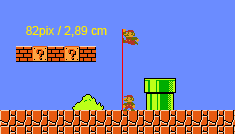 82pix / 2,89 cm
? ?